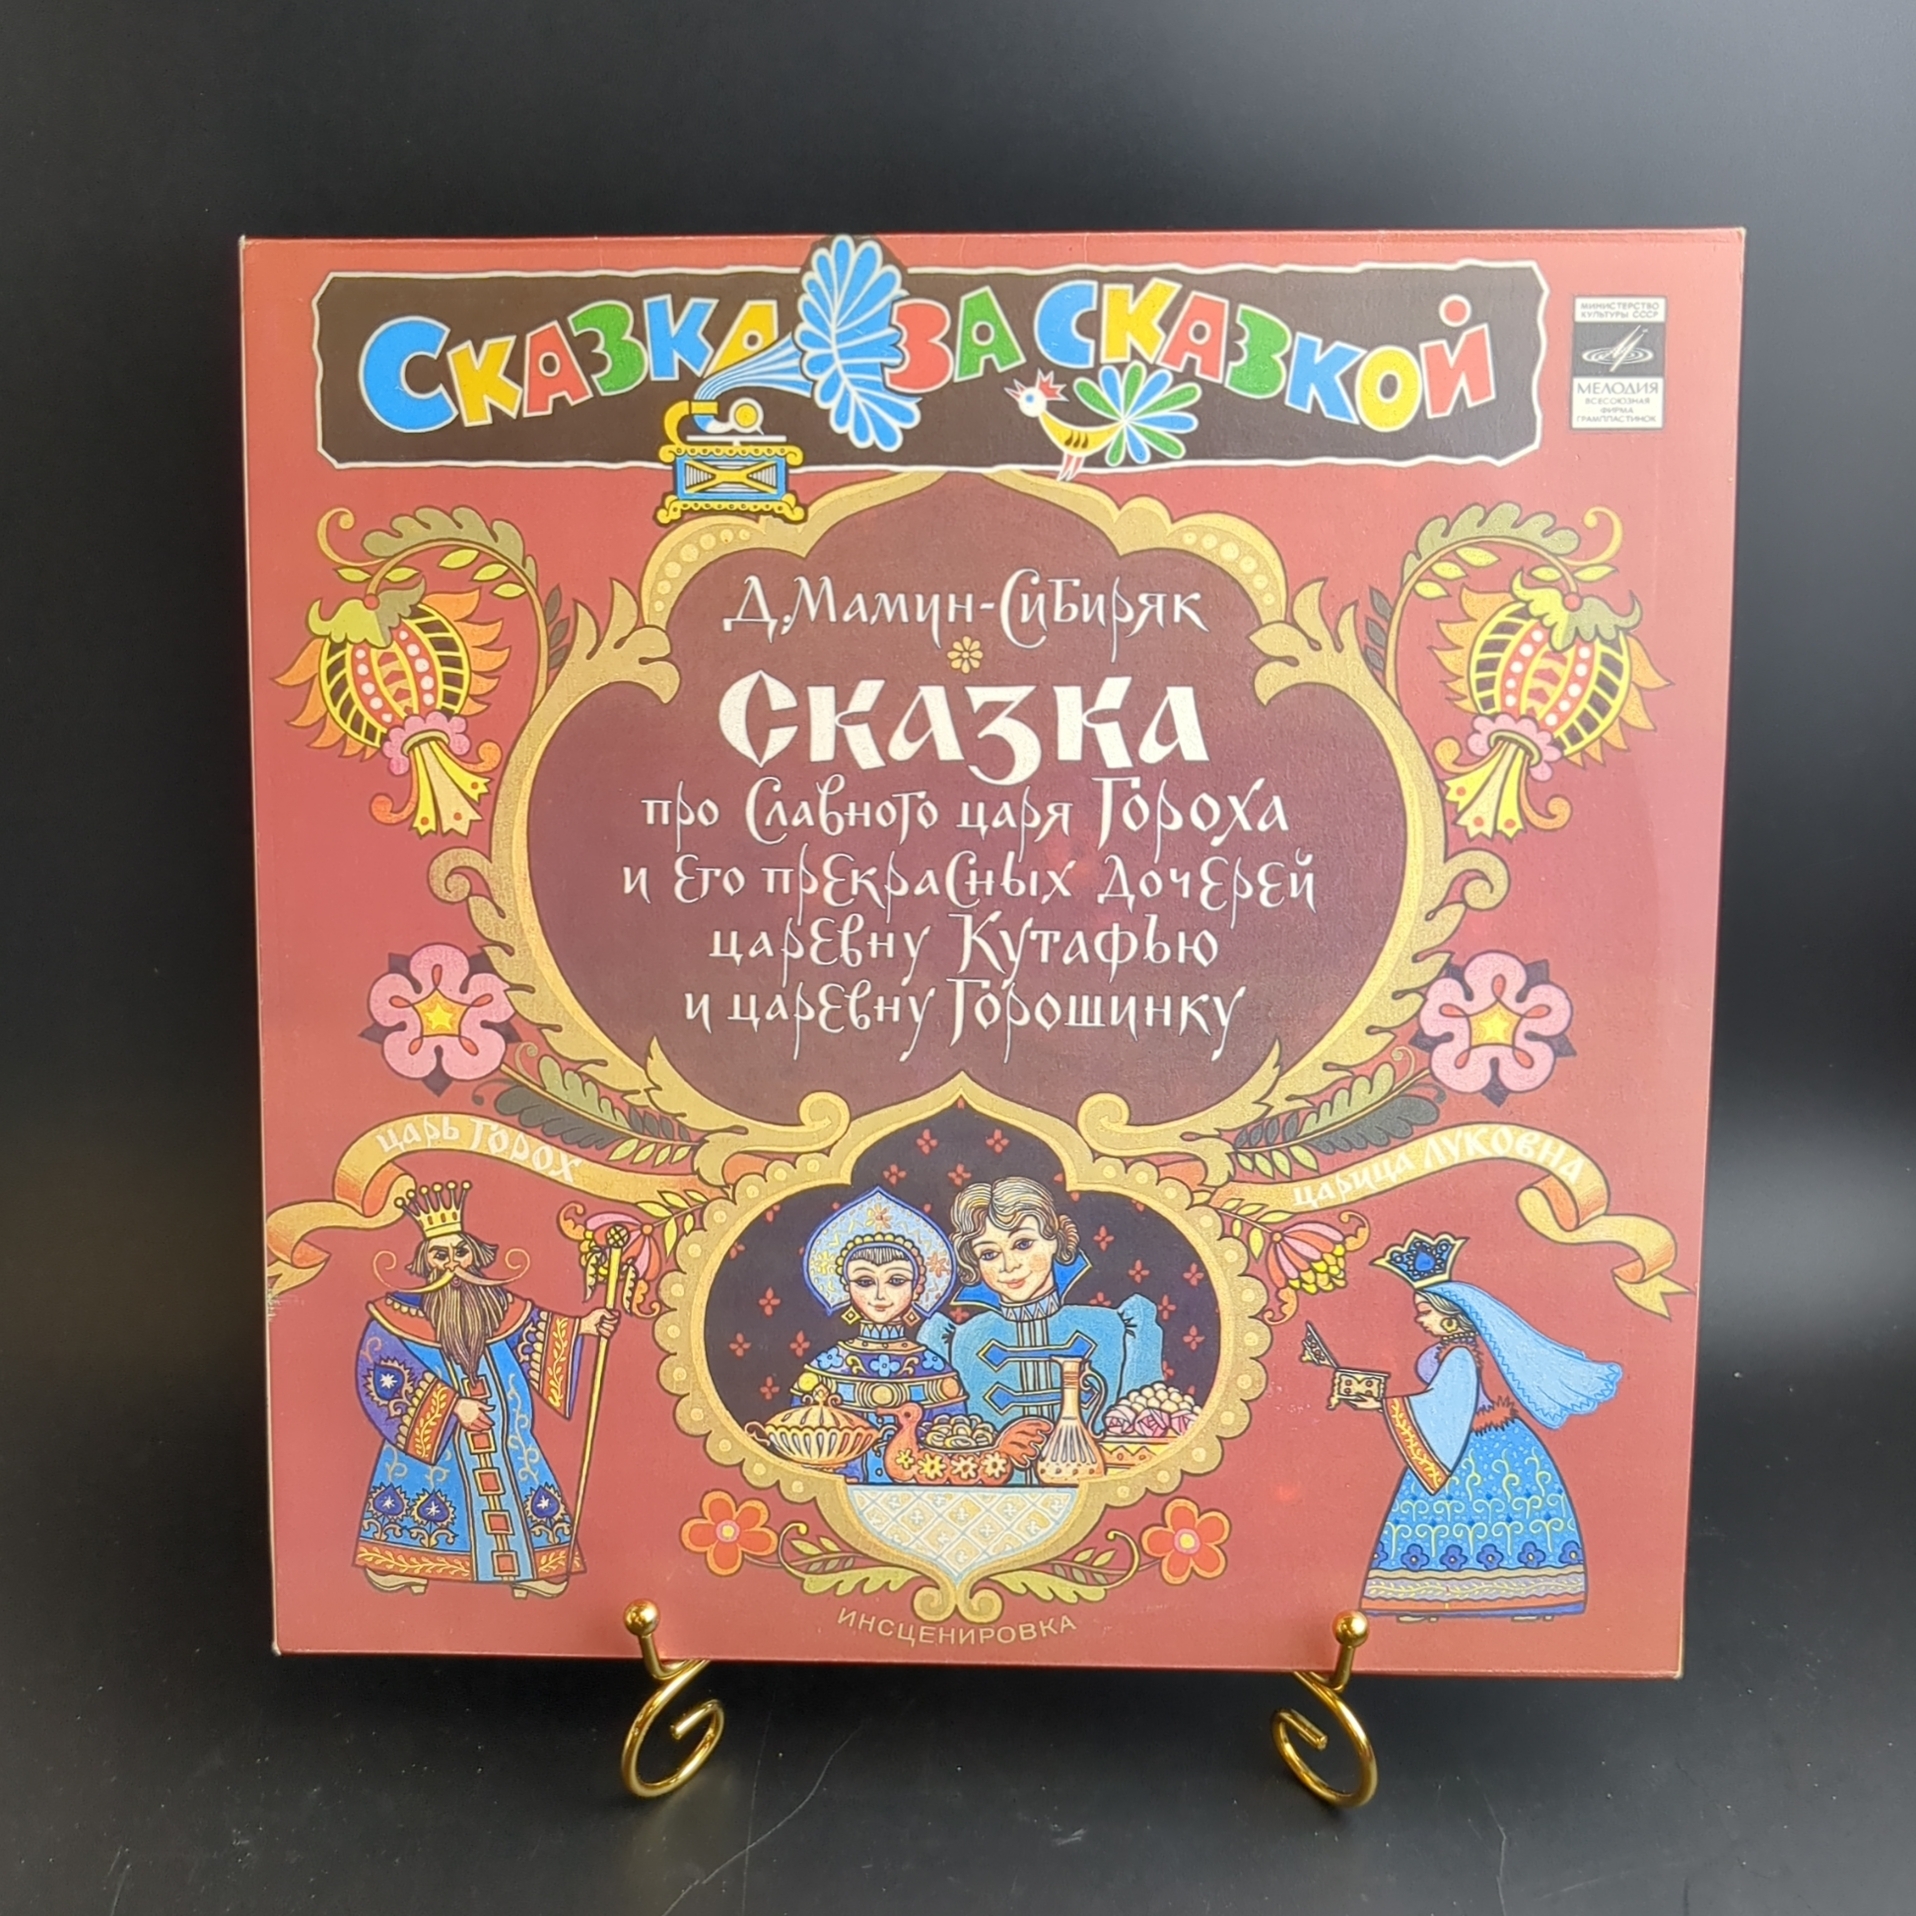 Сказка за сказкой
МИНИСТЕРСТВО
КУЛЬТУРЫ СССР
МЕЛОДИЯ
ВСЕСОЮЗНАЯ
ФИРМА
ГРАМПЛАСТИНОК
Д. Мамин-Сибиряк
Сказка
про славного царя Гороха
и его прекрасных дочерей
царевну Кутафью
и царевну Горошинку
царь Горох
царица Луковна
ИНСЦЕНИРОВКА